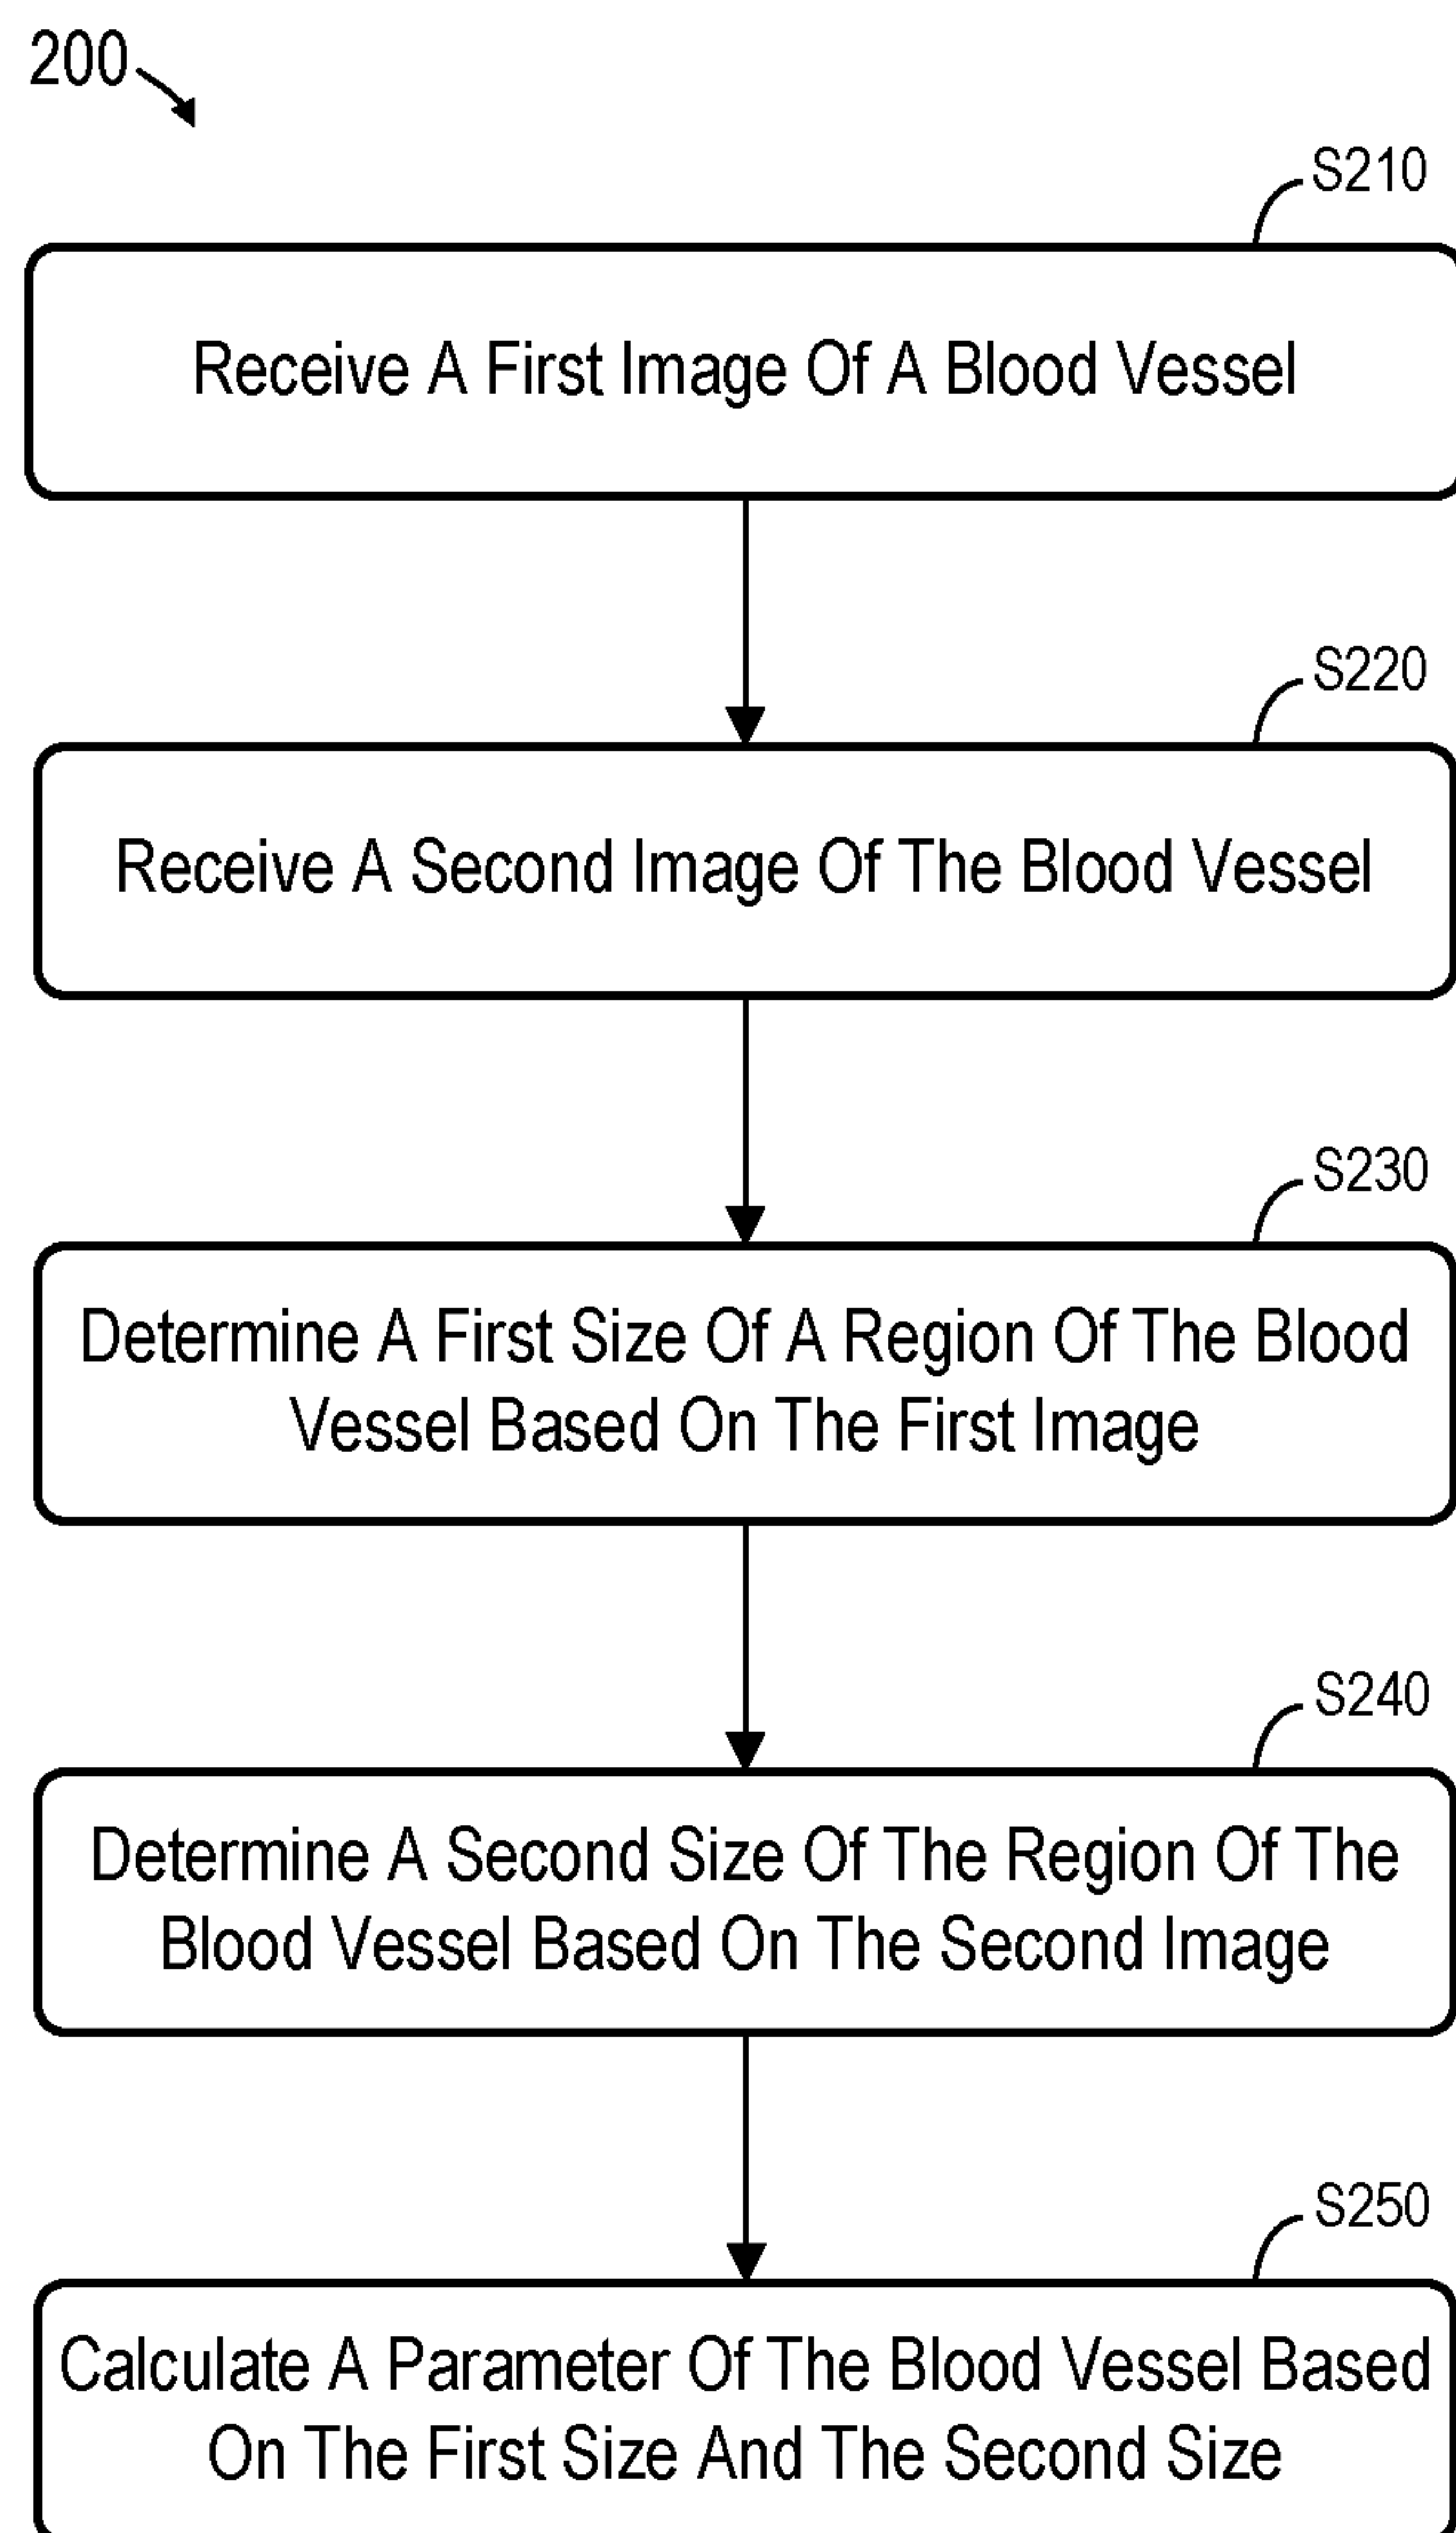 200
S210
Receive A First Image Of A Blood Vessel
S220
Receive A Second Image Of The Blood Vessel
S230
Determine A First Size Of A Region Of The Blood
Vessel Based On The First Image
S240
Determine A Second Size Of The Region Of The
Blood Vessel Based On The Second Image
S250
Calculate A Parameter Of The Blood Vessel Based
On The First Size And The Second Size